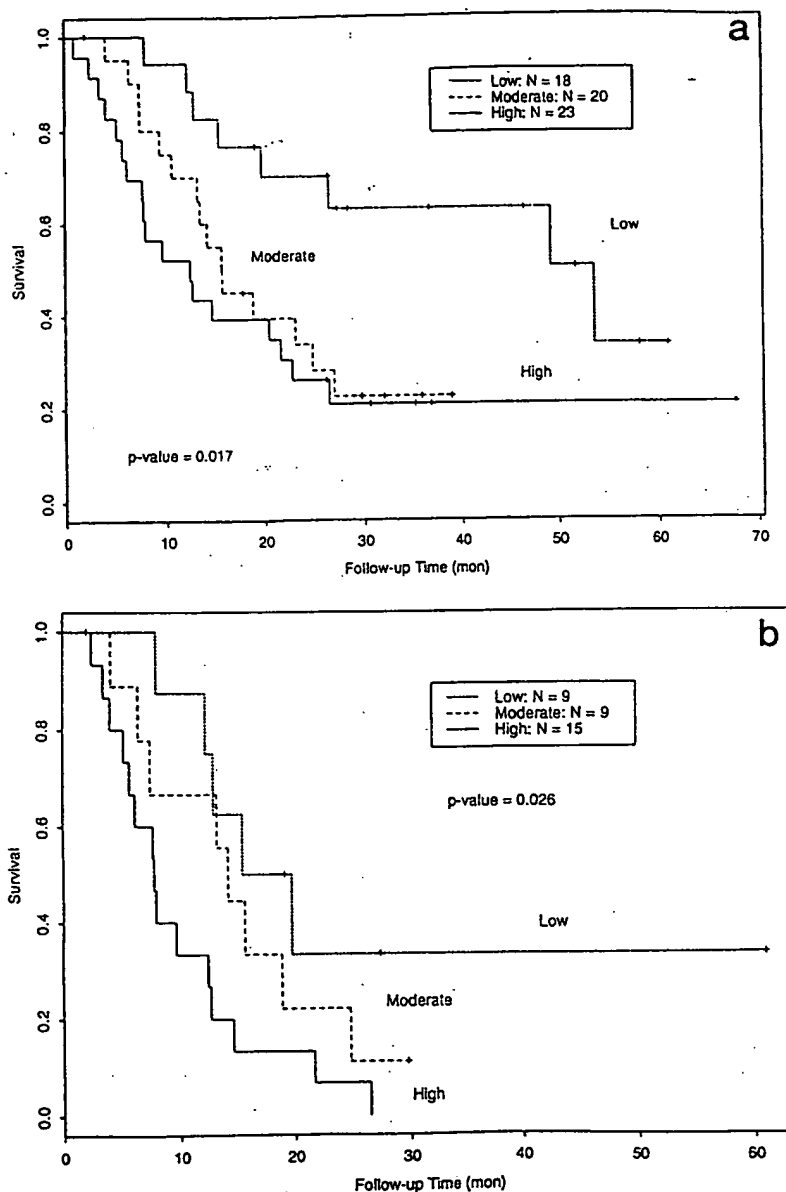 a
1.0
0.8
0.6
0.4
0.2
0.0
Survival
Low: N = 18
Moderate: N = 20
High: N = 23
Low
Moderate
High
p-value = 0.017
0 10 20 30 40 50 60 70
Follow-up Time (mon)
b
1.0
0.8
0.6
0.4
0.2
0.0
Survival
Low: N = 9
Moderate: N = 9
High: N = 15
p-value = 0.026
Low
Moderate
High
0 10 20 30 40 50 60
Follow-up Time (mon)